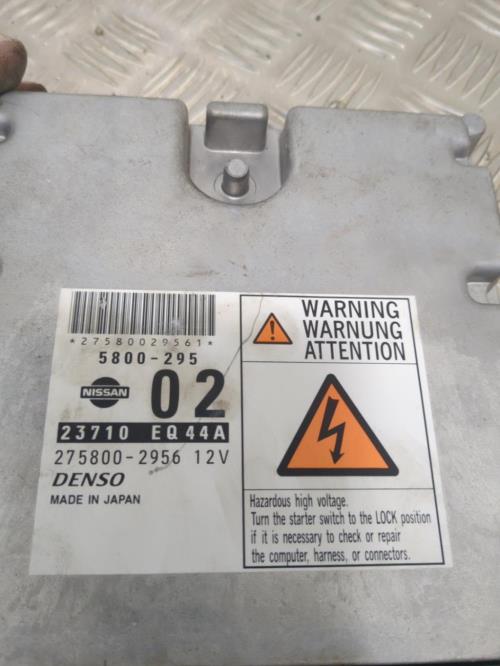 *27580029561*
5800-295
NISSAN 02
23710 EQ44A
275800-2956 12V
DENSO
MADE IN JAPAN
WARNING
WARNUNG
ATTENTION
Hazardous high voltage.
Turn the starter switch to the LOCK position
if it is necessary to check or repair
the computer, harness, or connectors.